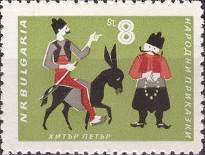 NR BULGARIA
St. 8
НАРОДНИ ПРИКАЗКИ
ХИТЪР ПЕТЪР